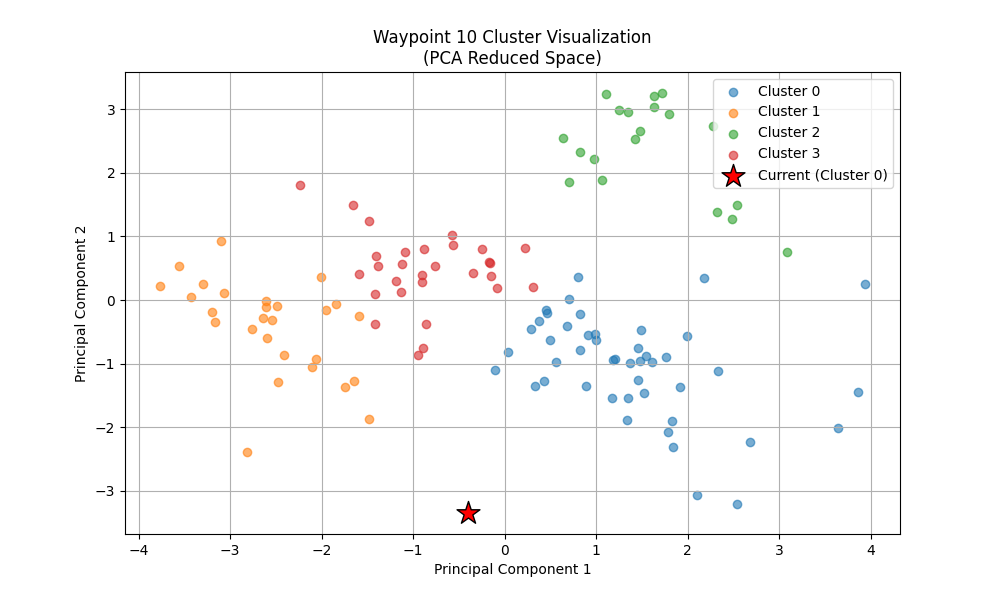 Waypoint 10 Cluster Visualization
(PCA Reduced Space)
Cluster 0
Cluster 1
Cluster 2
Cluster 3
Current (Cluster 0)
Principal Component 2
3
2
1
0
−1
−2
−3
−4
−3
−2
−1
0
1
2
3
4
Principal Component 1